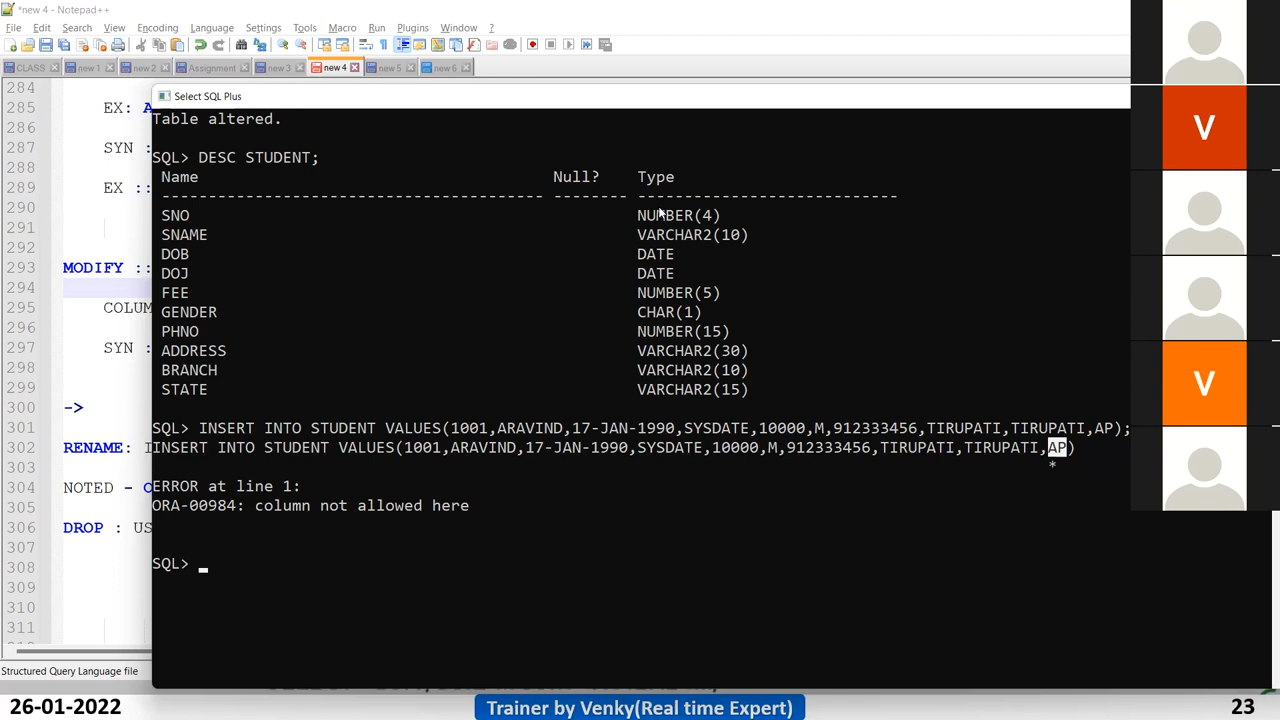 *new 4 - Notepad++
File Edit Search View Encoding Language Settings Tools Macro Run Plugins Window ?
CLASS new 1 new 2 Assignment new 3 new 4 new 5 new 6
284
285 EX: A
286
287 SYN :
288
289 EX ::
290
291
292
293 MODIFY ::
294
295 COLUM
296
297 SYN :
298
299
300 ->
301
302 RENAME: I
303
304 NOTED - O
305
306 DROP : US
307
308
309
310
311
Structured Query Language file
Select SQL Plus
Table altered.
SQL> DESC STUDENT;
Name Null? Type
----------------------------------------- -------- ----------------------------
SNO NUMBER(4)
SNAME VARCHAR2(10)
DOB DATE
DOJ DATE
FEE NUMBER(5)
GENDER CHAR(1)
PHNO NUMBER(15)
ADDRESS VARCHAR2(30)
BRANCH VARCHAR2(10)
STATE VARCHAR2(15)
SQL> INSERT INTO STUDENT VALUES(1001,ARAVIND,17-JAN-1990,SYSDATE,10000,M,912333456,TIRUPATI,TIRUPATI,AP);
INSERT INTO STUDENT VALUES(1001,ARAVIND,17-JAN-1990,SYSDATE,10000,M,912333456,TIRUPATI,TIRUPATI,AP)
*
ERROR at line 1:
ORA-00984: column not allowed here
SQL>
V
V
26-01-2022 Trainer by Venky(Real time Expert) 23